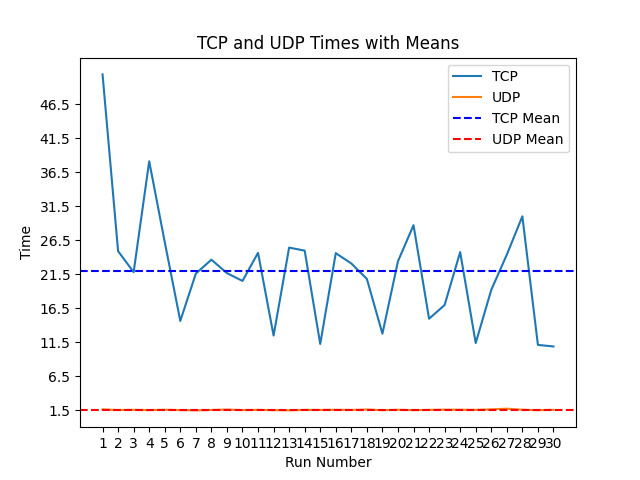 TCP and UDP Times with Means
TCP
UDP
TCP Mean
UDP Mean
Time
46.5
41.5
36.5
31.5
26.5
21.5
16.5
11.5
6.5
1.5
1 2 3 4 5 6 7 8 9 10 11 12 13 14 15 16 17 18 19 20 21 22 23 24 25 26 27 28 29 30
Run Number